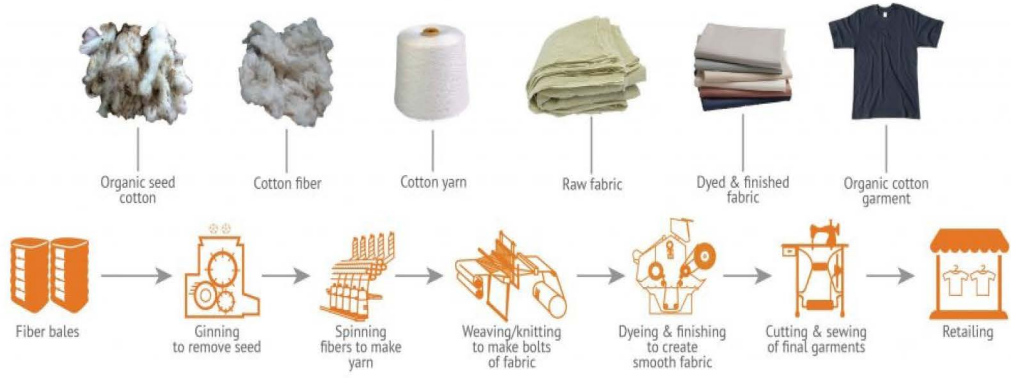 Organic seed
cotton
Cotton fiber
Cotton yarn
Raw fabric
Dyed & finished
fabric
Organic cotton
garment
Fiber bales
Ginning
to remove seed
Spinning
fibers to make
yarn
Weaving/knitting
to make bolts
of fabric
Dyeing & finishing
to create
smooth fabric
Cutting & sewing
of final garments
Retailing